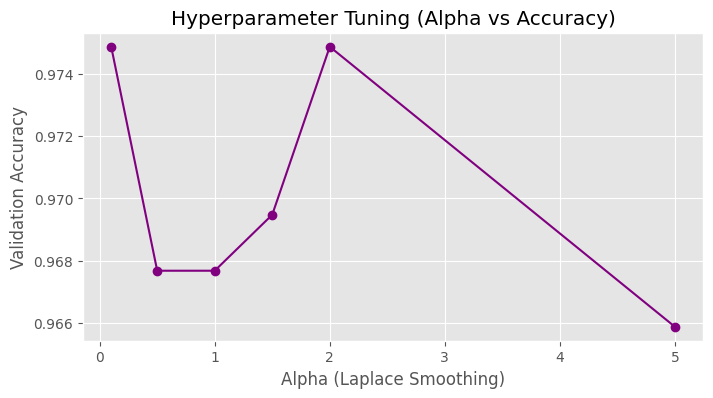 Hyperparameter Tuning (Alpha vs Accuracy)
Validation Accuracy
0.974
0.972
0.970
0.968
0.966
0 1 2 3 4 5
Alpha (Laplace Smoothing)